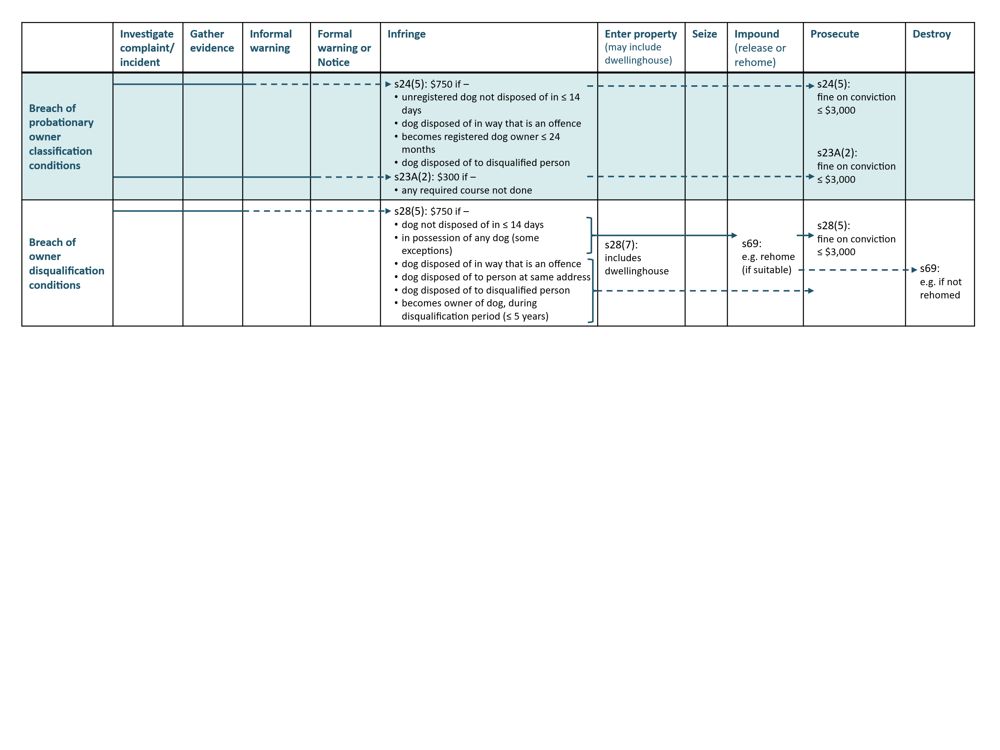 Investigate
complaint/
incident
Gather
evidence
Informal
warning
Formal
warning or
Notice
Infringe
Enter property
(may include
dwellinghouse)
Seize
Impound
(release or
rehome)
Prosecute
Destroy
Breach of
probationary
owner
classification
conditions
s24(5): $750 if –
• unregistered dog not disposed of in ≤ 14
days
• dog disposed of in way that is an offence
• becomes registered dog owner ≤ 24
months
• dog disposed of to disqualified person
s23A(2): $300 if –
• any required course not done
s24(5):
fine on conviction
≤ $3,000
s23A(2):
fine on conviction
≤ $3,000
Breach of
owner
disqualification
conditions
s28(5): $750 if –
• dog not disposed of in ≤ 14 days
• in possession of any dog (some
exceptions)
• dog disposed of in way that is an offence
• dog disposed of to person at same address
• dog disposed of to disqualified person
• becomes owner of dog, during
disqualification period (≤ 5 years)
s28(7):
includes
dwellinghouse
s69:
e.g. rehome
(if suitable)
s28(5):
fine on conviction
≤ $3,000
s69:
e.g. if not
rehomed